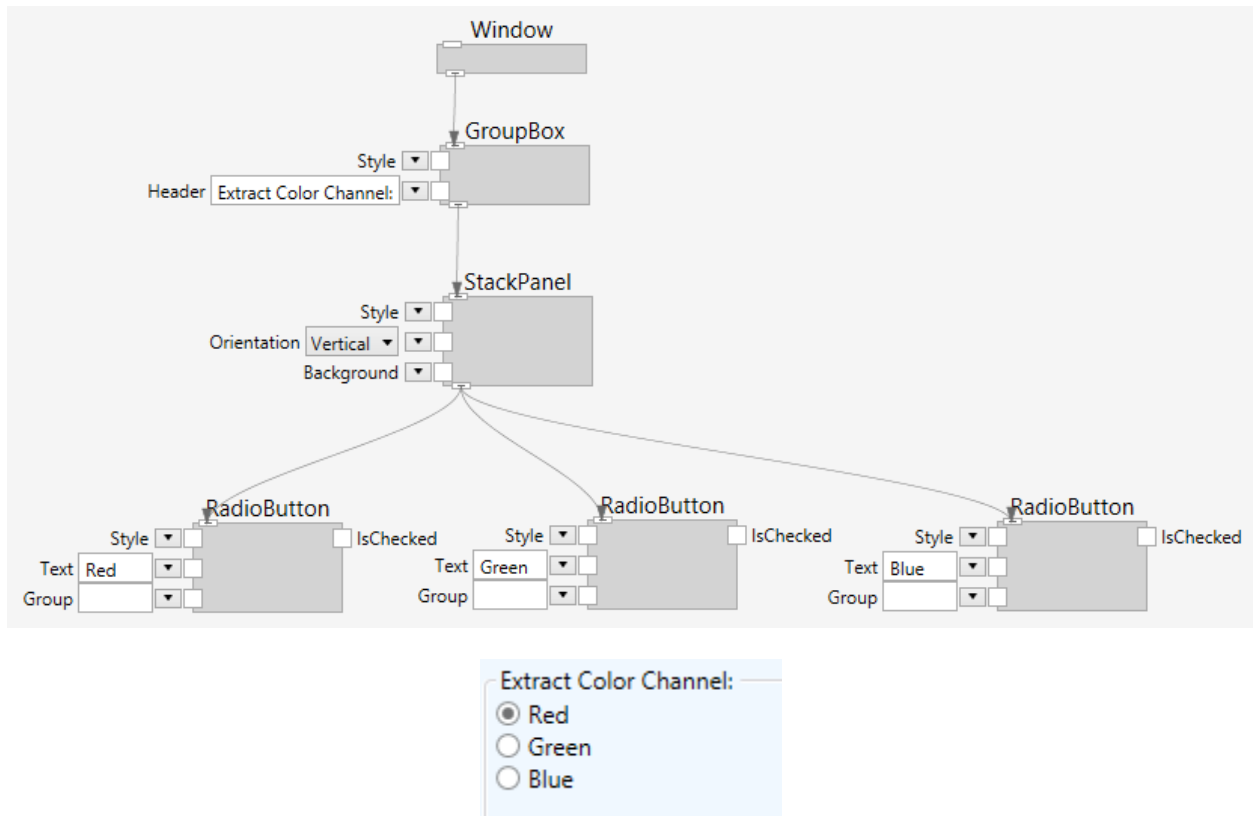 Window
GroupBox
Style
Header Extract Color Channel:
StackPanel
Style
Orientation Vertical
Background
RadioButton
Style IsChecked
Text Red
Group
RadioButton
Style IsChecked
Text Green
Group
RadioButton
Style IsChecked
Text Blue
Group
Extract Color Channel:
Red
Green
Blue